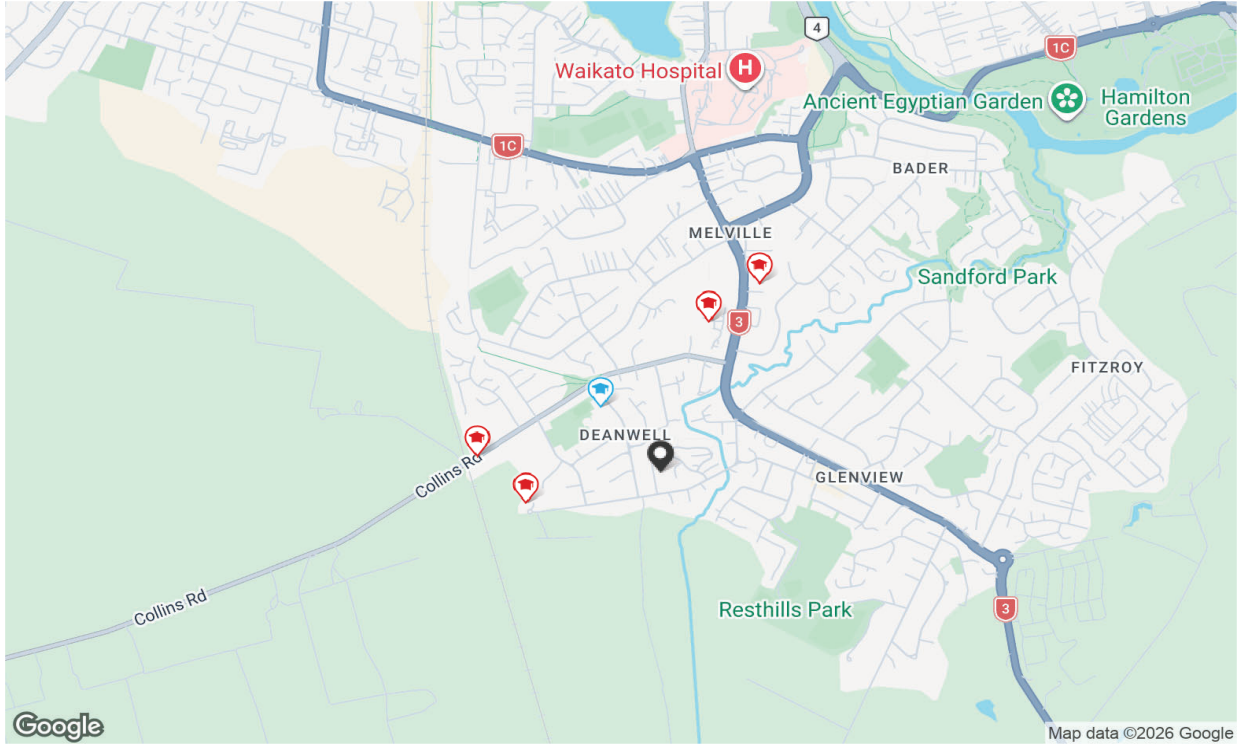 4
1C
Waikato Hospital
H
Ancient Egyptian Garden
Hamilton
Gardens
1C
BADER
MELVILLE
Sandford Park
3
FITZROY
DEANWELL
Collins Rd
GLENVIEW
Collins Rd
Resthills Park
3
Google
Map data ©2026 Google